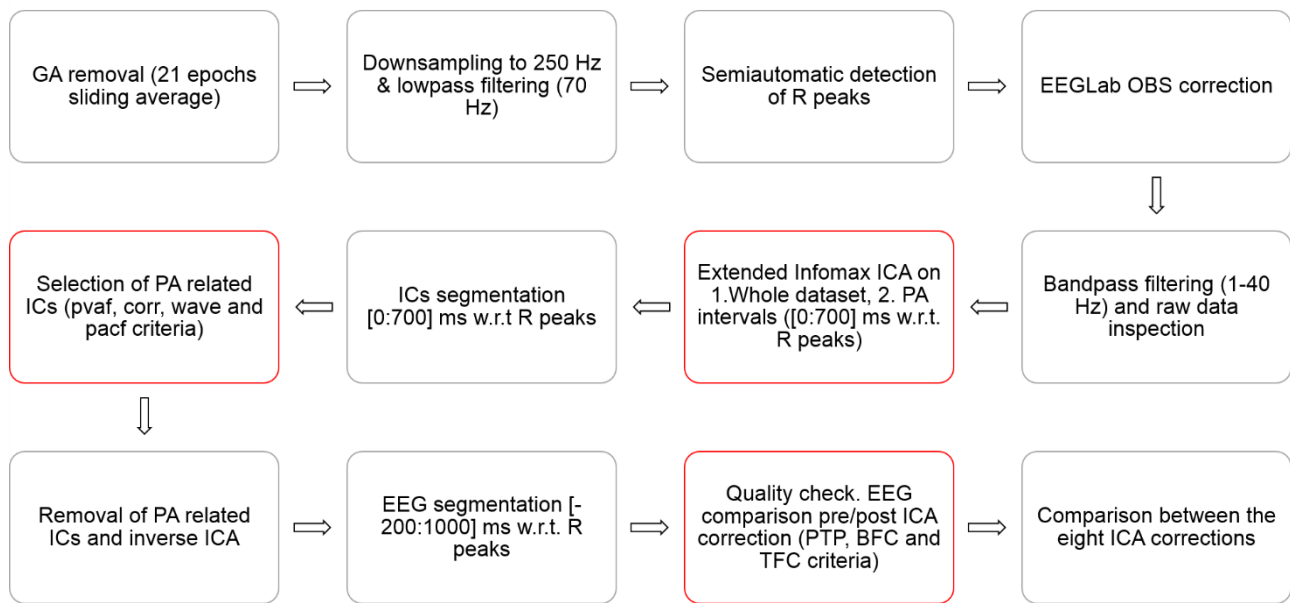 GA removal (21 epochs
sliding average)
Downsampling to 250 Hz
& lowpass filtering (70
Hz)
Semiautomatic detection
of R peaks
EEGLab OBS correction
Bandpass filtering (1-40
Hz) and raw data
inspection
Extended Infomax ICA on
1.Whole dataset, 2. PA
intervals ([0:700] ms w.r.t.
R peaks)
ICs segmentation
[0:700] ms w.r.t R peaks
Selection of PA related
ICs (pvaf, corr, wave and
pacf criteria)
Removal of PA related
ICs and inverse ICA
EEG segmentation [-
200:1000] ms w.r.t. R
peaks
Quality check. EEG
comparison pre/post ICA
correction (PTP, BFC and
TFC criteria)
Comparison between the
eight ICA corrections